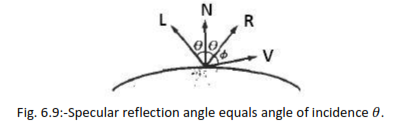 N
L R
θ θ ϕ
V
Fig. 6.9:-Specular reflection angle equals angle of incidence θ.